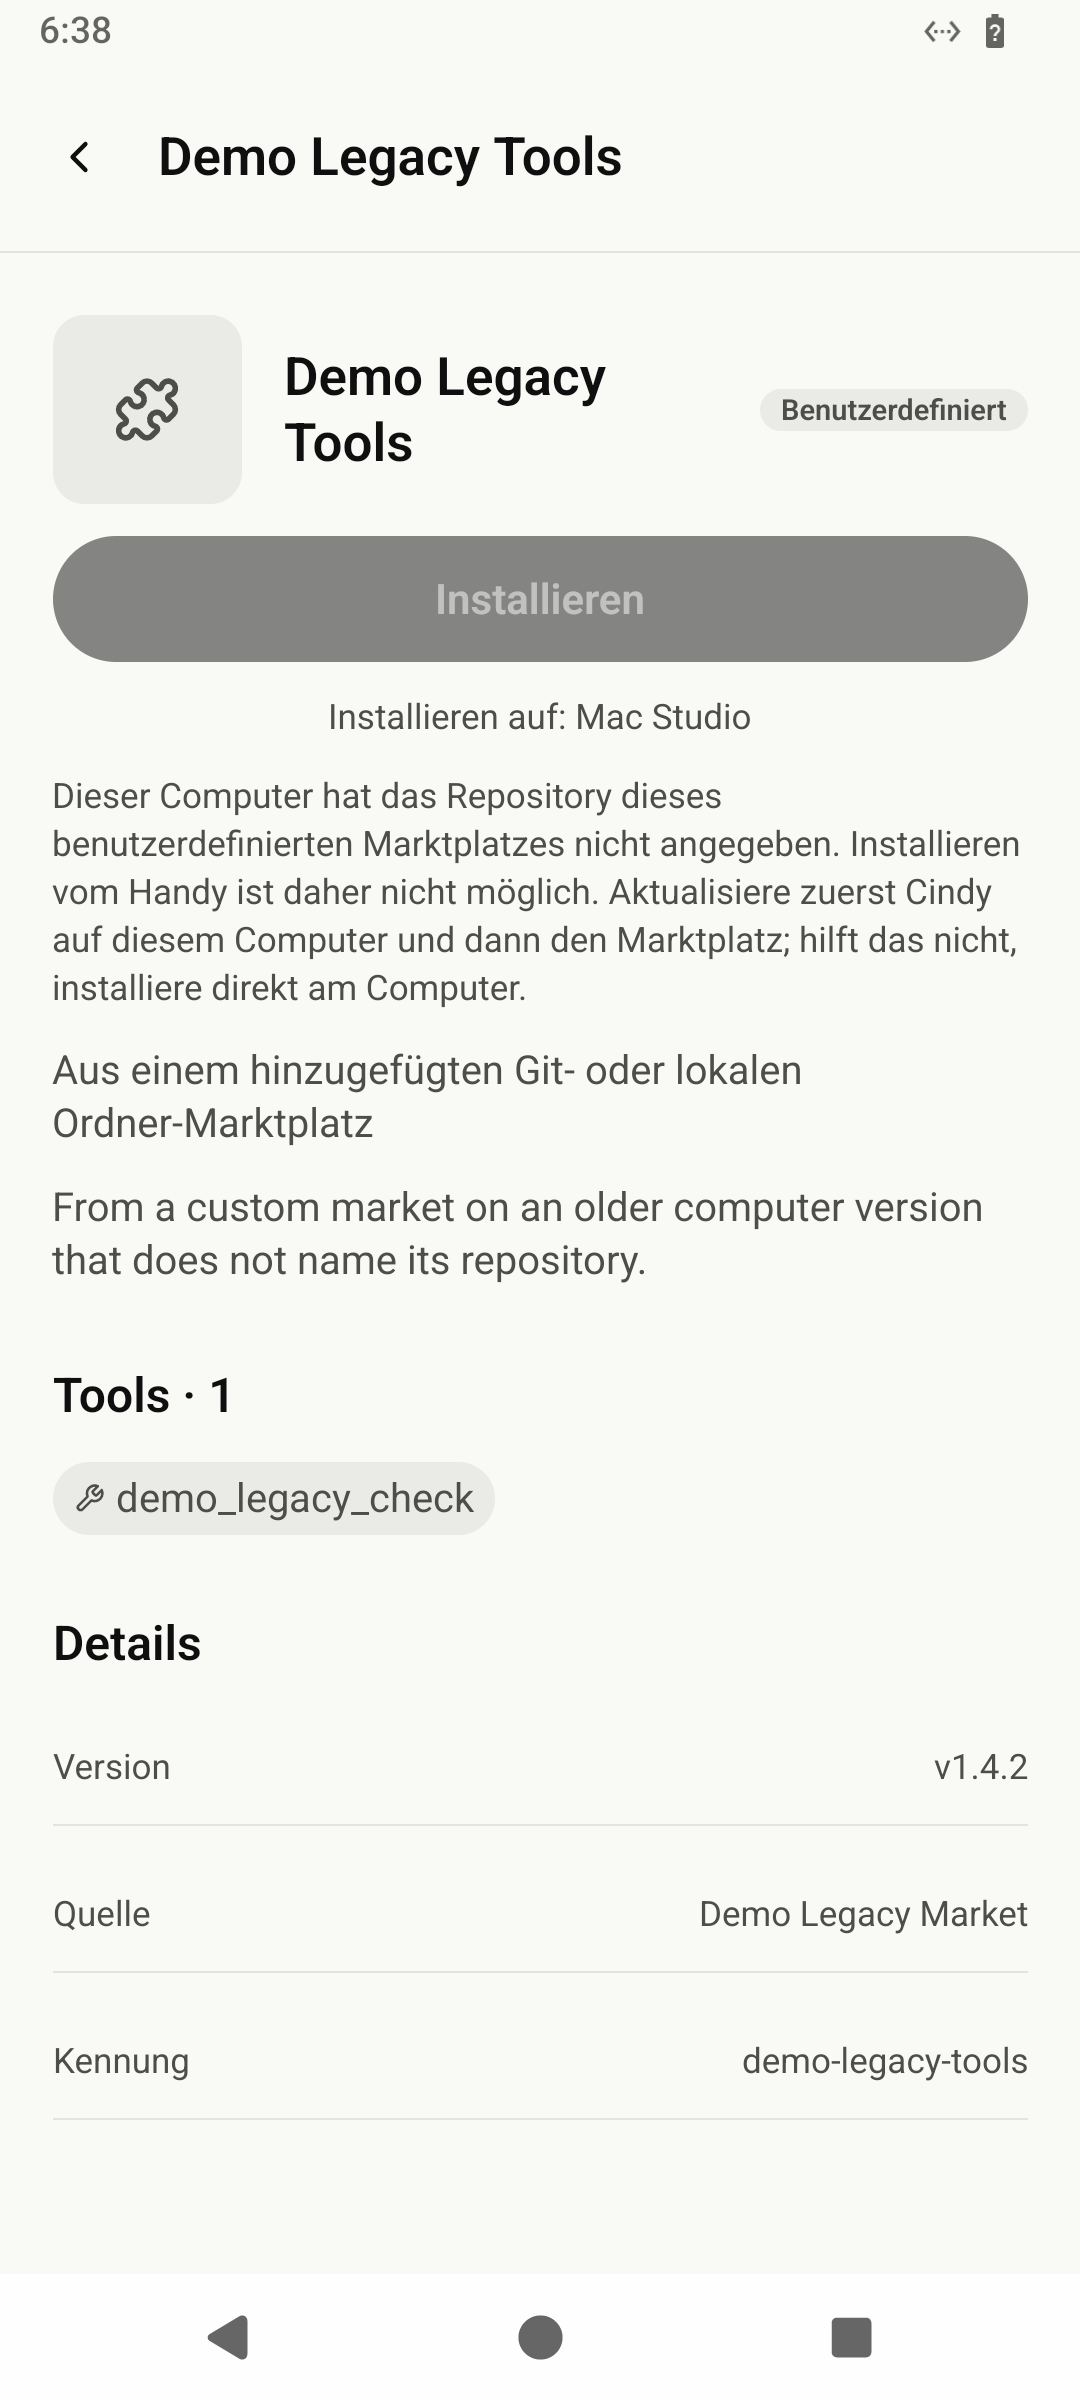 6:38
Demo Legacy Tools
Demo Legacy
Tools
Benutzerdefiniert
Installieren
Installieren auf: Mac Studio
Dieser Computer hat das Repository dieses
benutzerdefinierten Marktplatzes nicht angegeben. Installieren
vom Handy ist daher nicht möglich. Aktualisiere zuerst Cindy
auf diesem Computer und dann den Marktplatz; hilft das nicht,
installiere direkt am Computer.
Aus einem hinzugefügten Git- oder lokalen
Ordner-Marktplatz
From a custom market on an older computer version
that does not name its repository.
Tools · 1
demo_legacy_check
Details
Version v1.4.2
Quelle Demo Legacy Market
Kennung demo-legacy-tools